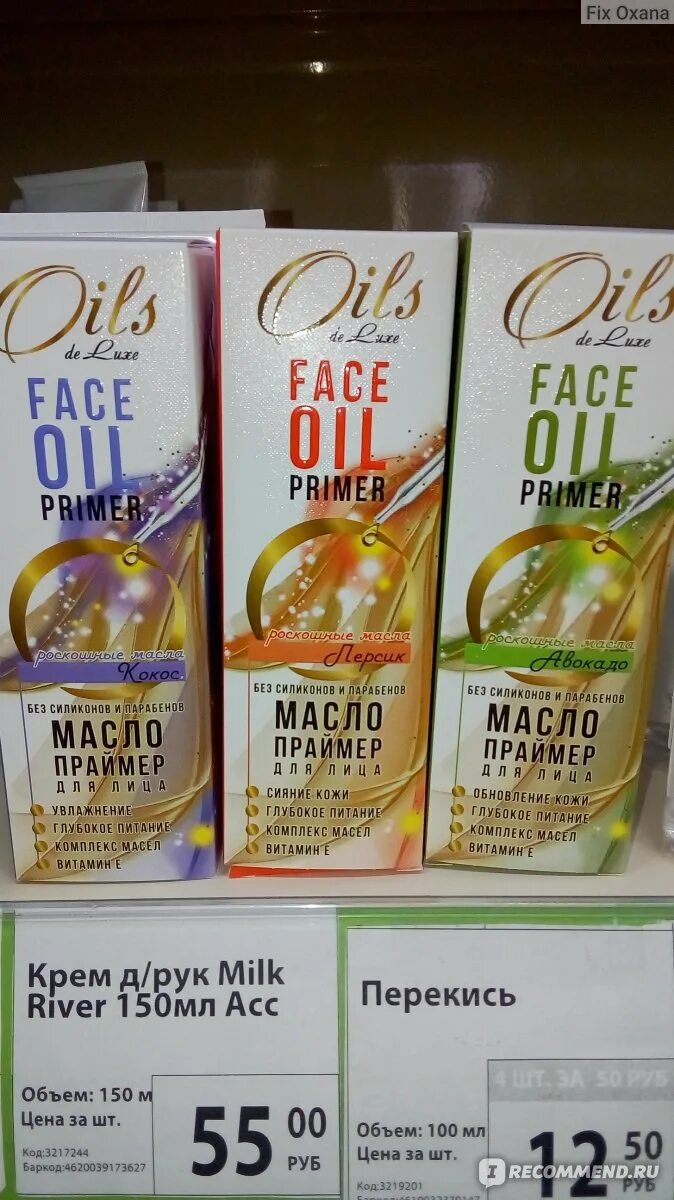 Fix Oxana
Oils
de Luxe
FACE
OIL
PRIMER
роскошные масла
Кокос
БЕЗ СИЛИКОНОВ И ПАРАБЕНОВ
МАСЛО
ПРАЙМЕР
ДЛЯ ЛИЦА
УВЛАЖНЕНИЕ
ГЛУБОКОЕ ПИТАНИЕ
КОМПЛЕКС МАСЕЛ
ВИТАМИН Е
Oils
de Luxe
FACE
OIL
PRIMER
роскошные масла
Персик
БЕЗ СИЛИКОНОВ И ПАРАБЕНОВ
МАСЛО
ПРАЙМЕР
ДЛЯ ЛИЦА
СИЯНИЕ КОЖИ
ГЛУБОКОЕ ПИТАНИЕ
КОМПЛЕКС МАСЕЛ
ВИТАМИН Е
Oils
de Luxe
FACE
OIL
PRIMER
роскошные масла
Авокадо
БЕЗ СИЛИКОНОВ И ПАРАБЕНОВ
МАСЛО
ПРАЙМЕР
ДЛЯ ЛИЦА
ОБНОВЛЕНИЕ КОЖИ
ГЛУБОКОЕ ПИТАНИЕ
КОМПЛЕКС МАСЕЛ
ВИТАМИН Е
Крем д/рук Milk
River 150мл Асс
Объем: 150 м
Цена за шт.
55 00
РУБ
Код:3217244
Баркод:4620039173627
Перекись
4 ШТ. ЗА 50 РУБ
Объем: 100 мл
Цена за шт.
12 50
РУБ
Код:3219201
IRECOMMEND.RU